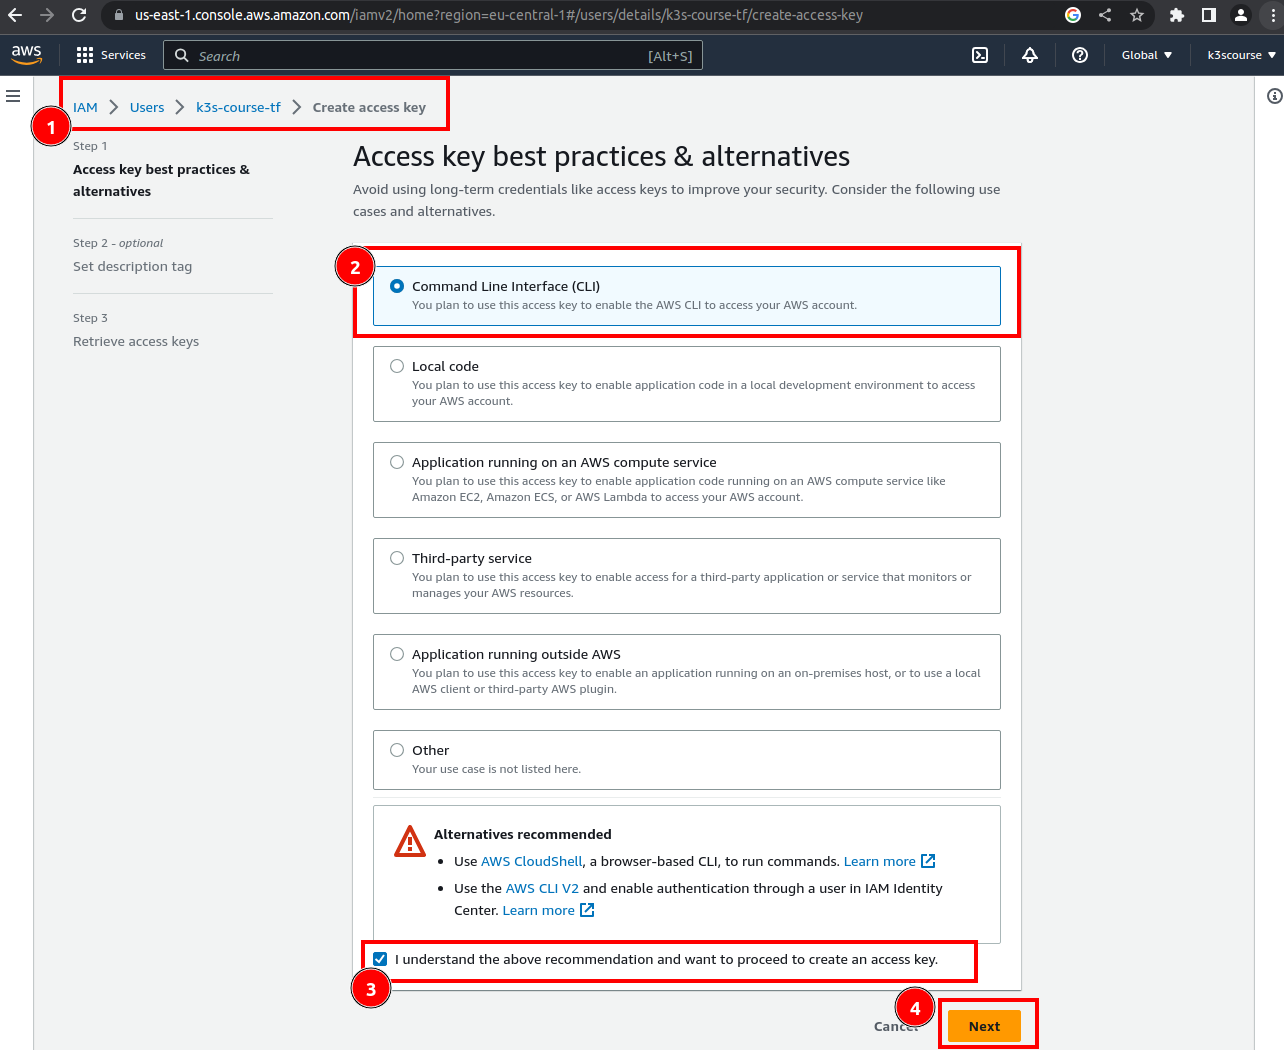 us-east-1.console.aws.amazon.com/iamv2/home?region=eu-central-1#/users/details/k3s-course-tf/create-access-key
aws Services Search [Alt+S] Global k3scourse
IAM Users k3s-course-tf Create access key
1
Step 1
Access key best practices &
alternatives
Step 2 - optional
Set description tag
Step 3
Retrieve access keys
Access key best practices & alternatives
Avoid using long-term credentials like access keys to improve your security. Consider the following use
cases and alternatives.
2
Command Line Interface (CLI)
You plan to use this access key to enable the AWS CLI to access your AWS account.
Local code
You plan to use this access key to enable application code in a local development environment to access
your AWS account.
Application running on an AWS compute service
You plan to use this access key to enable application code running on an AWS compute service like
Amazon EC2, Amazon ECS, or AWS Lambda to access your AWS account.
Third-party service
You plan to use this access key to enable access for a third-party application or service that monitors or
manages your AWS resources.
Application running outside AWS
You plan to use this access key to enable an application running on an on-premises host, or to use a local
AWS client or third-party AWS plugin.
Other
Your use case is not listed here.
Alternatives recommended
• Use AWS CloudShell, a browser-based CLI, to run commands. Learn more
• Use the AWS CLI V2 and enable authentication through a user in IAM Identity
Center. Learn more
I understand the above recommendation and want to proceed to create an access key.
3
4
Cancel Next